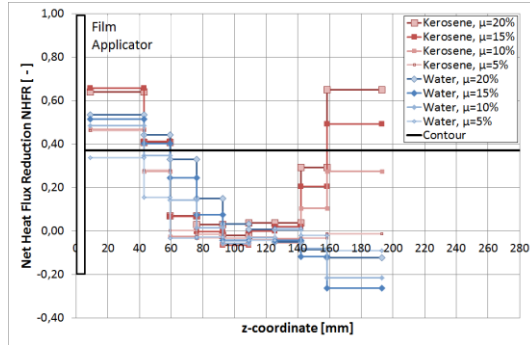 1,00
0,80
0,60
0,40
0,20
0,00
-0,20
-0,40
Net Heat Flux Reduction NHFR [ - ]
Film
Applicator
Kerosene, μ=20%
Kerosene, μ=15%
Kerosene, μ=10%
Kerosene, μ=5%
Water, μ=20%
Water, μ=15%
Water, μ=10%
Water, μ=5%
Contour
0 20 40 60 80 100 120 140 160 180 200 220 240 260 280
z-coordinate [mm]